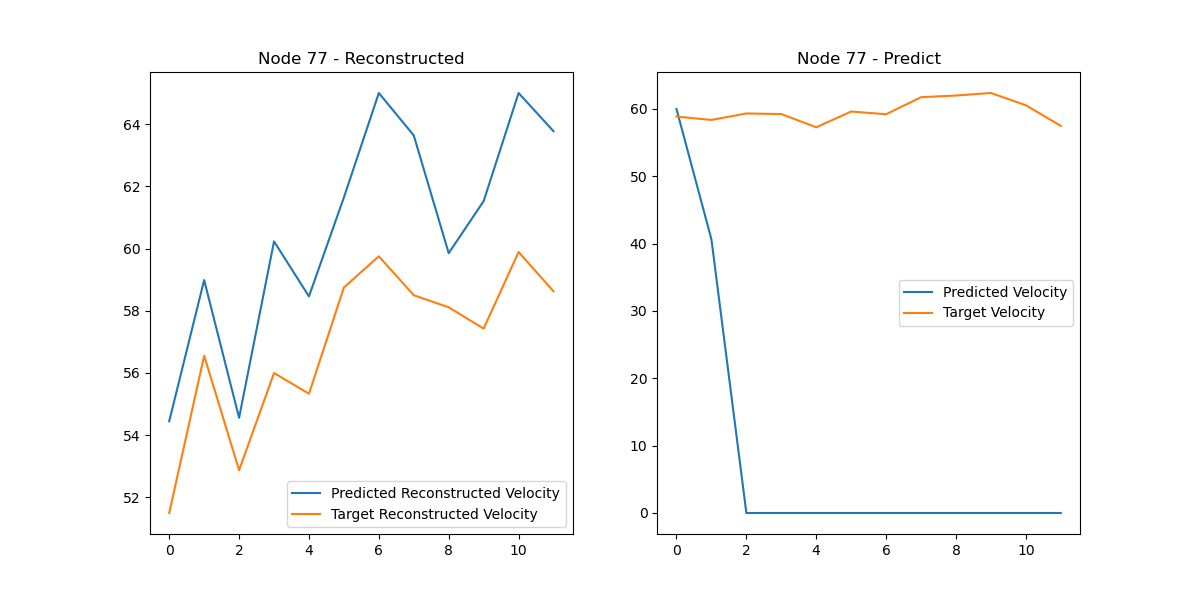 Node 77 - Reconstructed
64
62
60
58
56
54
52
0 2 4 6 8 10
Predicted Reconstructed Velocity
Target Reconstructed Velocity
Node 77 - Predict
60
50
40
30
20
10
0
0 2 4 6 8 10
Predicted Velocity
Target Velocity